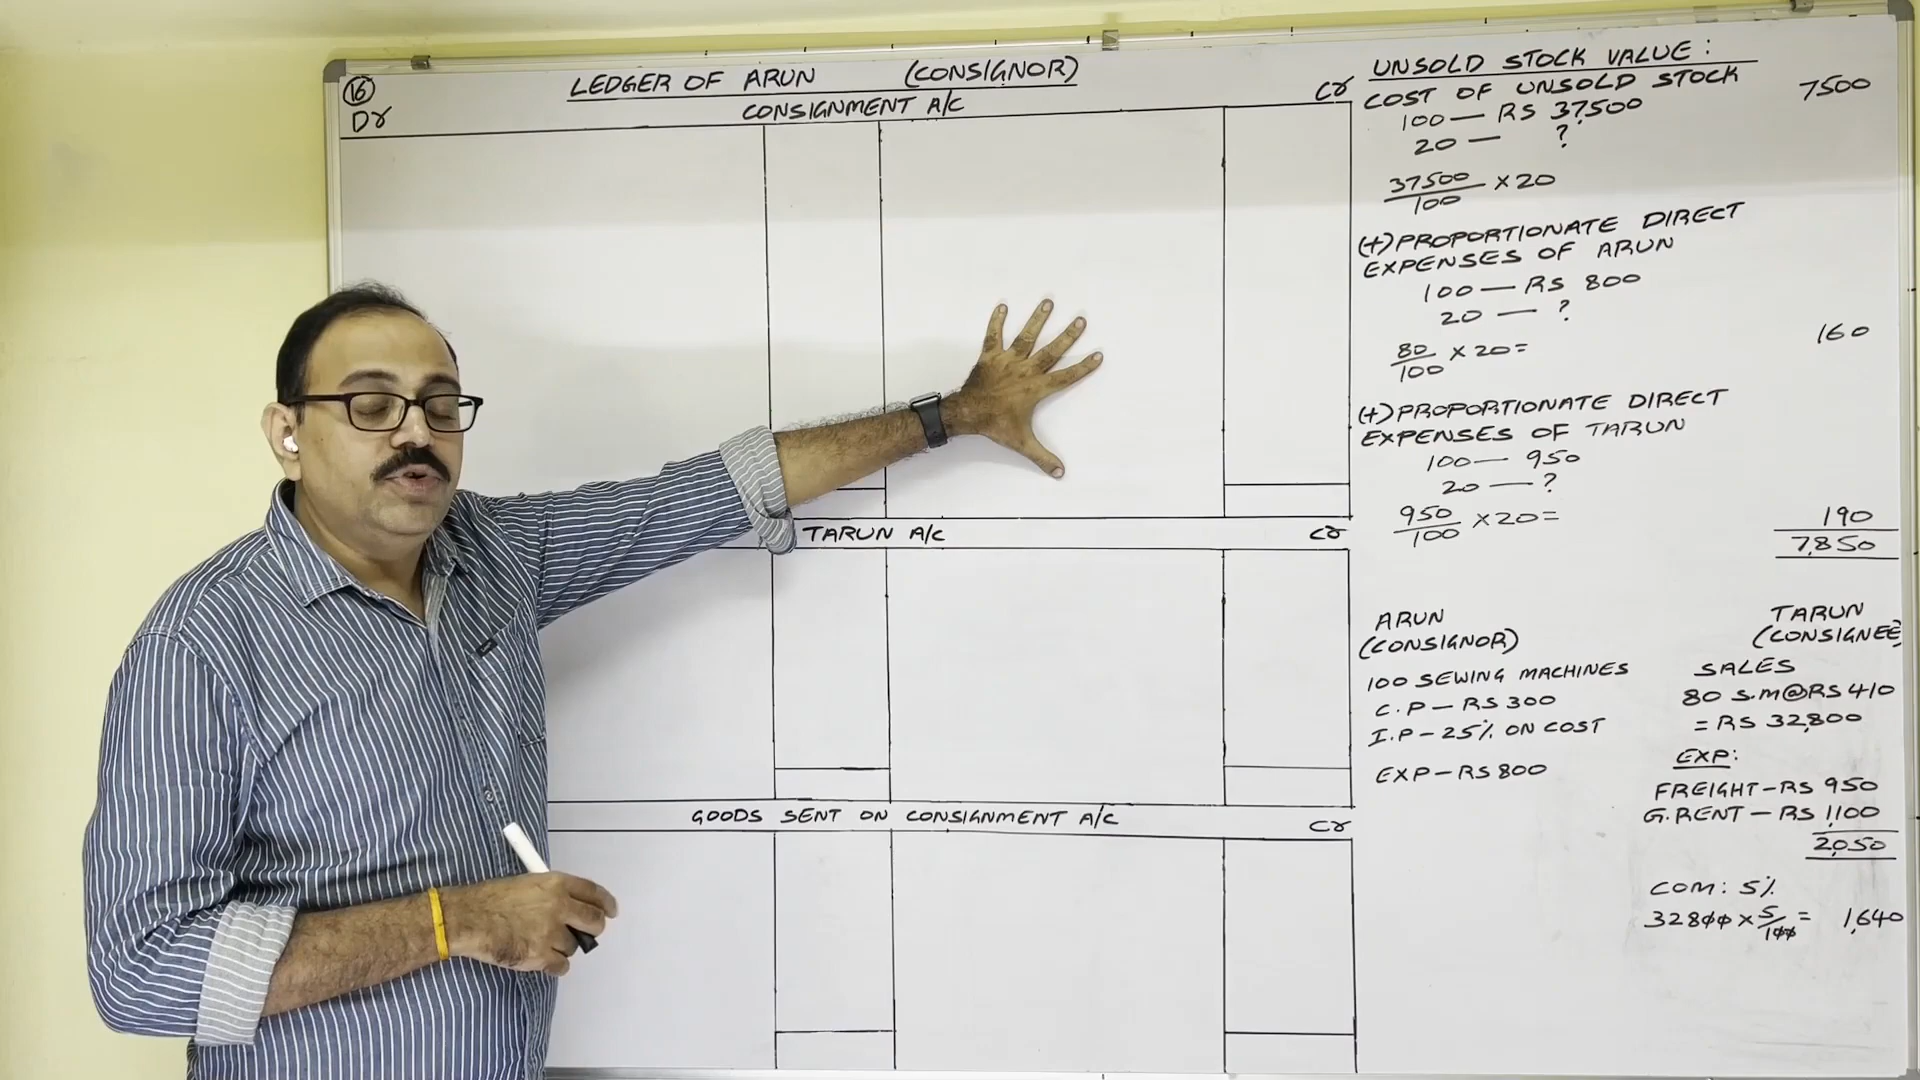 16
LEDGER OF ARUN (CONSIGNOR)
Dr CONSIGNMENT A/C Cr
TARUN A/C Cr
GOODS SENT ON CONSIGNMENT A/C Cr
UNSOLD STOCK VALUE:
COST OF UNSOLD STOCK 7500
100 — RS 37,500
20 — ?
37500/100 × 20
(+) PROPORTIONATE DIRECT
EXPENSES OF ARUN
100 — RS 800
20 — ?
80/100 × 20 = 160
(+) PROPORTIONATE DIRECT
EXPENSES OF TARUN
100 — 950
20 — ?
950/100 × 20 = 190
7,850
ARUN
(CONSIGNOR)
100 SEWING MACHINES
C.P — RS 300
I.P — 25% ON COST
EXP — RS 800
TARUN
(CONSIGNEE)
SALES
80 S.M @ RS 410
= RS 32,800
EXP:
FREIGHT — RS 950
G.RENT — RS 1,100
2,050
COM: 5%
32800 × 5/100 = 1,640